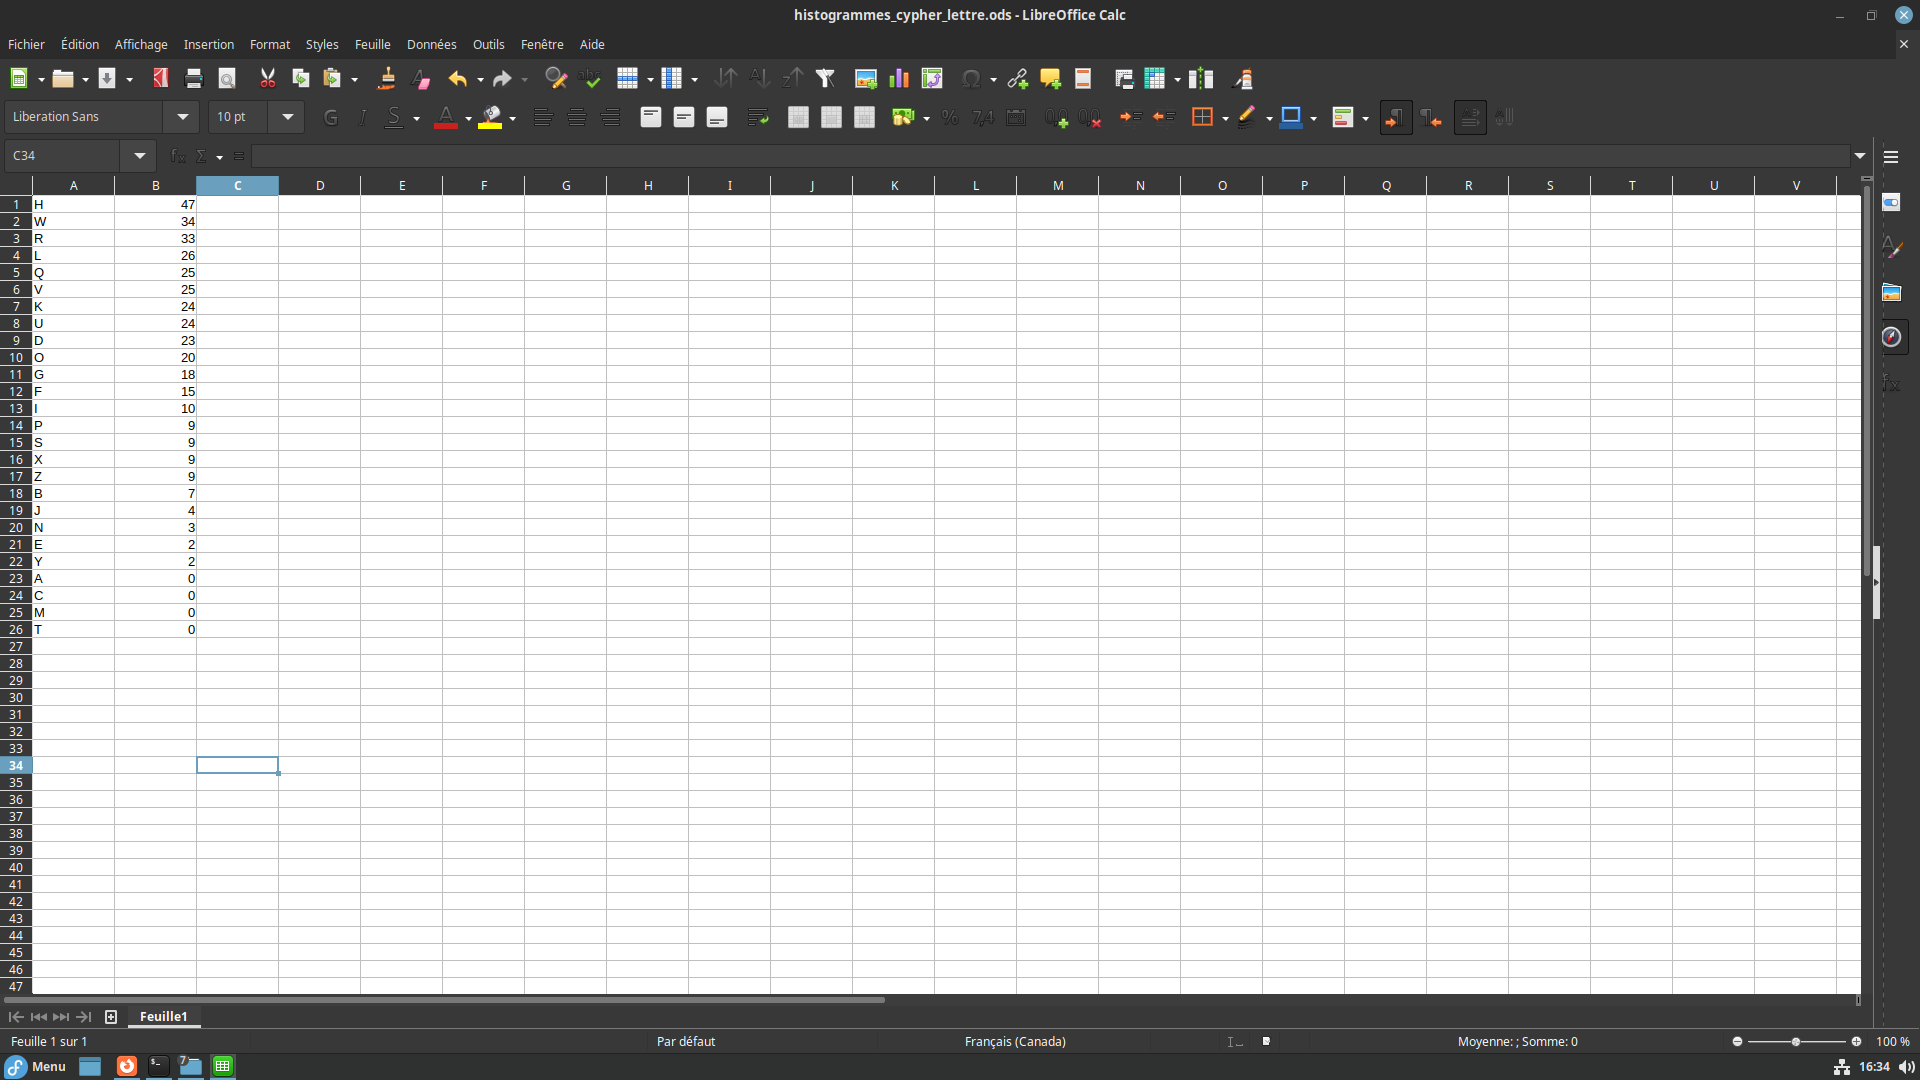 histogrammes_cypher_lettre.ods - LibreOffice Calc
Fichier Édition Affichage Insertion Format Styles Feuille Données Outils Fenêtre Aide
Liberation Sans 10 pt
C34
A B C D E F G H I J K L M N O P Q R S T U V
1 H 47
2 W 34
3 R 33
4 L 26
5 Q 25
6 V 25
7 K 24
8 U 24
9 D 23
10 O 20
11 G 18
12 F 15
13 I 10
14 P 9
15 S 9
16 X 9
17 Z 9
18 B 7
19 J 4
20 N 3
21 E 2
22 Y 2
23 A 0
24 C 0
25 M 0
26 T 0
27
28
29
30
31
32
33
34
35
36
37
38
39
40
41
42
43
44
45
46
47
Feuille1
Feuille 1 sur 1 Par défaut Français (Canada) Moyenne: ; Somme: 0 100 %
Menu 7 16:34